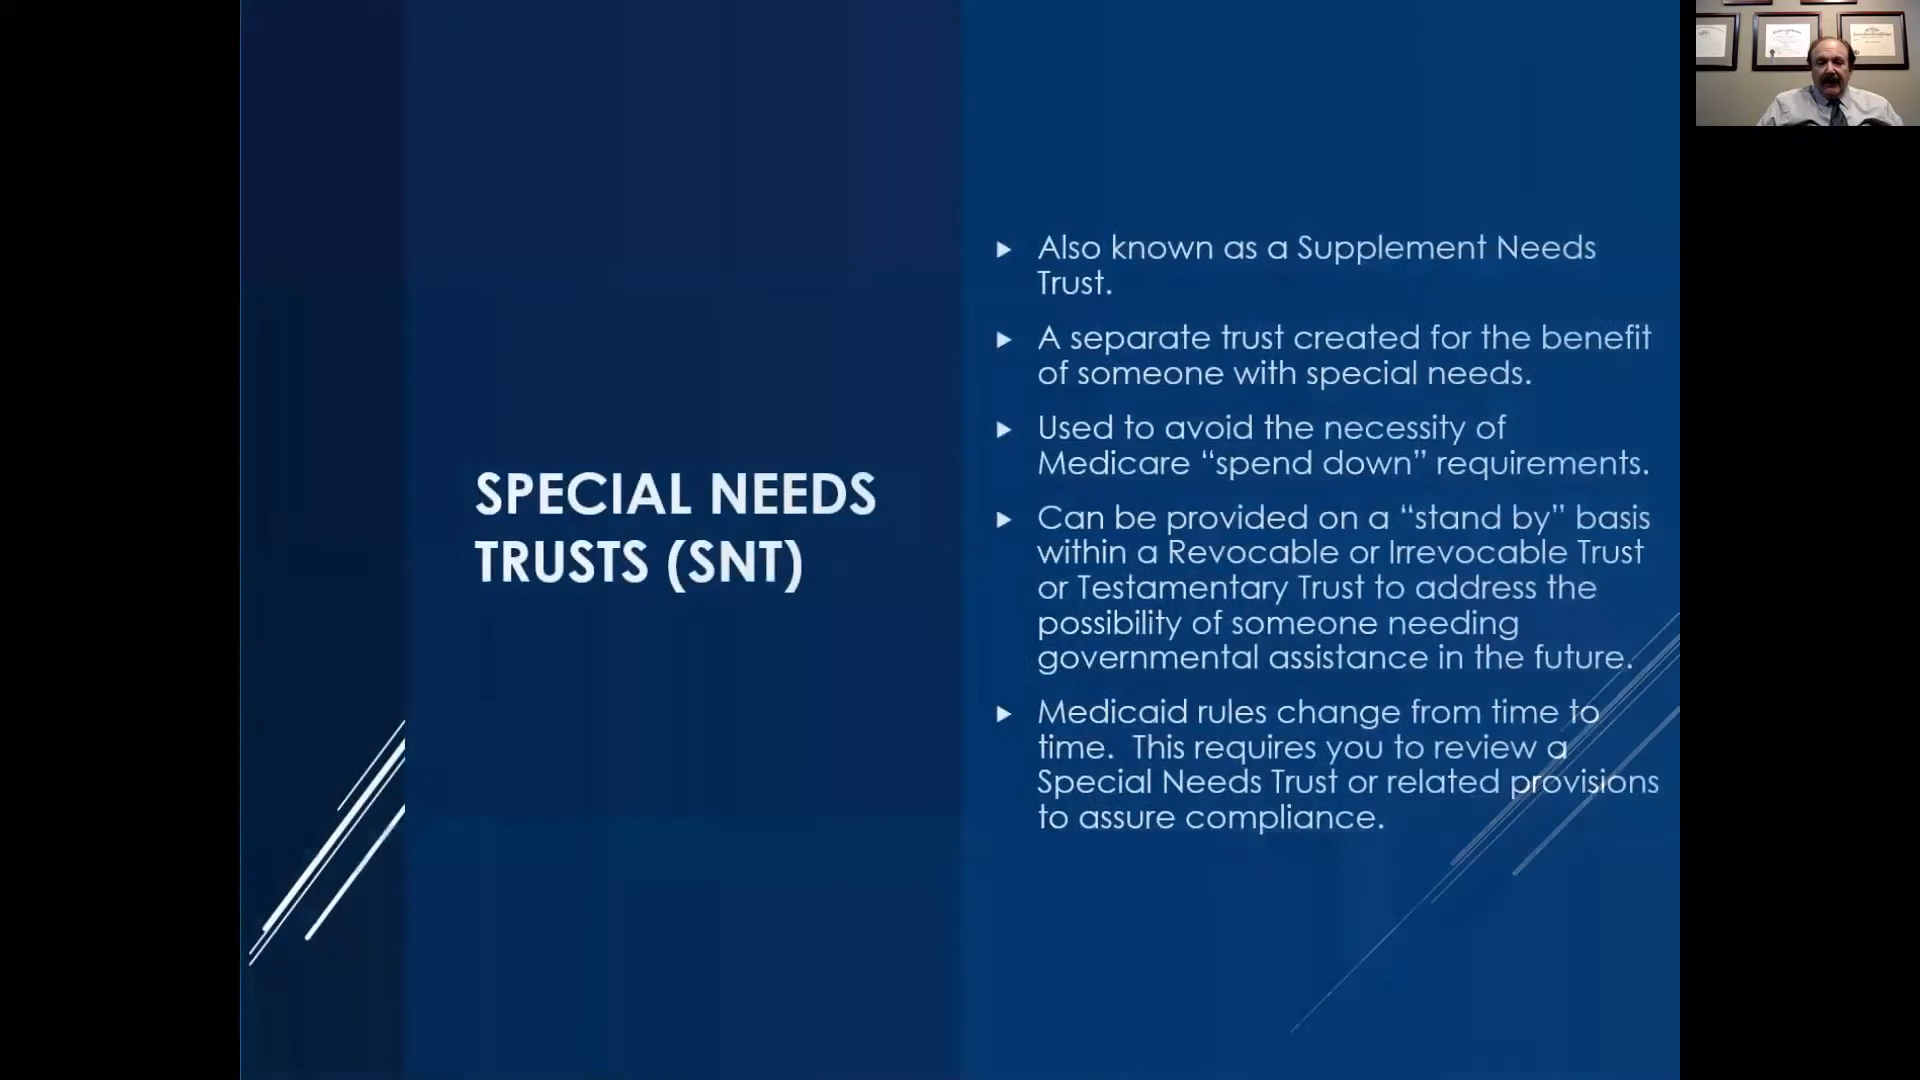 SPECIAL NEEDS
TRUSTS (SNT)
▶ Also known as a Supplement Needs
Trust.
▶ A separate trust created for the benefit
of someone with special needs.
▶ Used to avoid the necessity of
Medicare “spend down” requirements.
▶ Can be provided on a “stand by” basis
within a Revocable or Irrevocable Trust
or Testamentary Trust to address the
possibility of someone needing
governmental assistance in the future.
▶ Medicaid rules change from time to
time.  This requires you to review a
Special Needs Trust or related provisions
to assure compliance.